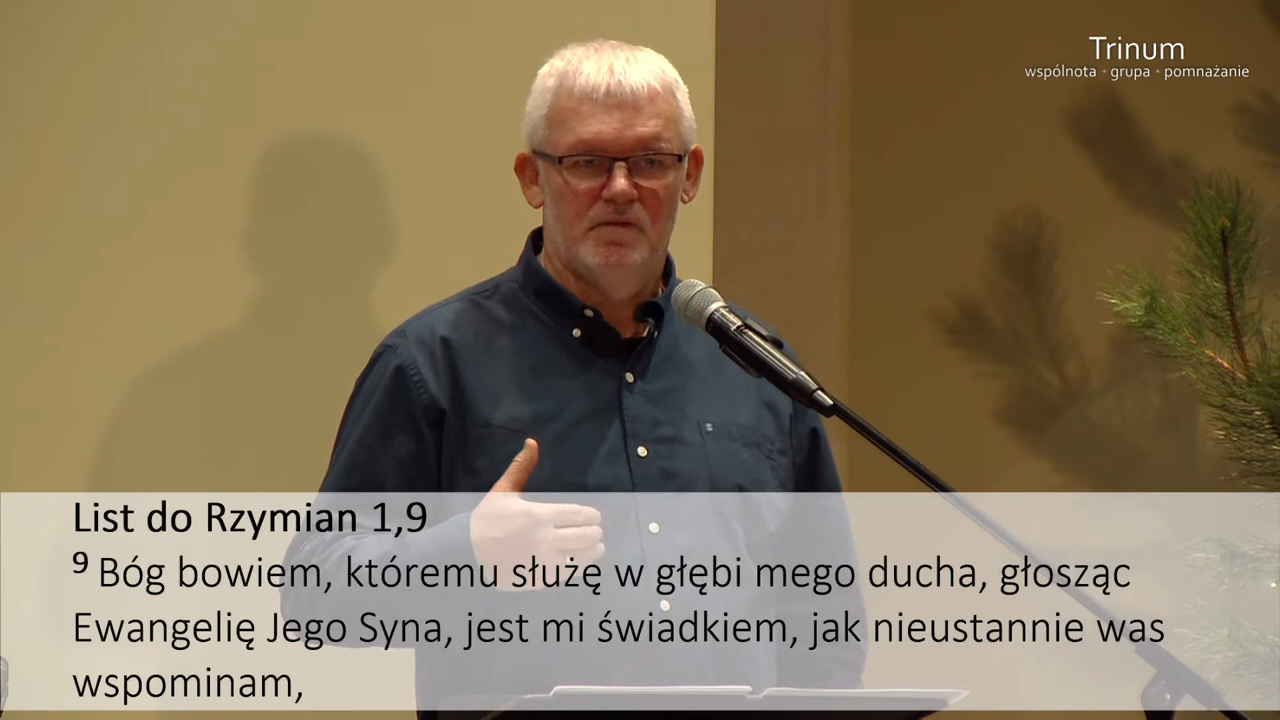 Trinum
wspólnota • grupa • pomnażanie
List do Rzymian 1,9
9 Bóg bowiem, któremu służę w głębi mego ducha, głosząc
Ewangelię Jego Syna, jest mi świadkiem, jak nieustannie was
wspominam,